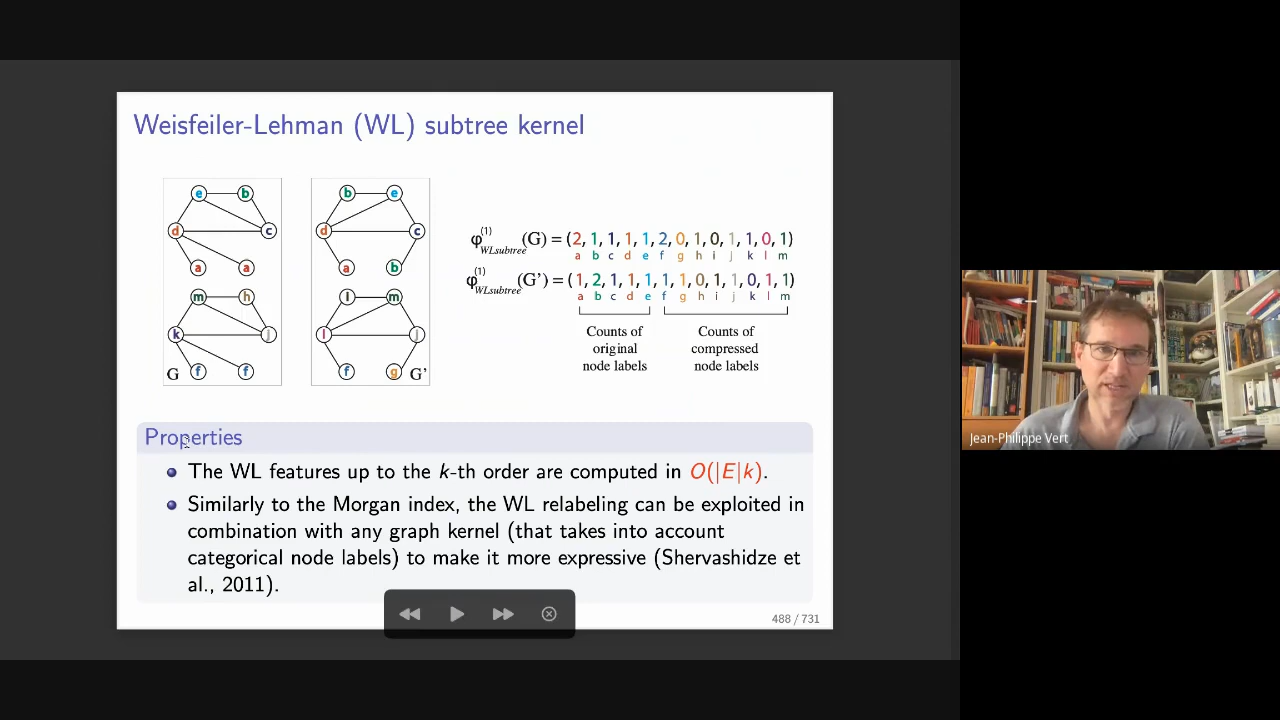 Weisfeiler-Lehman (WL) subtree kernel
e b
d c
a a
m h
k j
G f f
b e
d c
a b
l m
l j
f g G'
φ(1)WLsubtree(G) = (2, 1, 1, 1, 1, 2, 0, 1, 0, 1, 1, 0, 1)
a b c d e f g h i j k l m
φ(1)WLsubtree(G') = (1, 2, 1, 1, 1, 1, 1, 0, 1, 1, 0, 1, 1)
a b c d e f g h i j k l m
Counts of original node labels
Counts of compressed node labels
Properties
The WL features up to the k-th order are computed in O(|E|k).
Similarly to the Morgan index, the WL relabeling can be exploited in
combination with any graph kernel (that takes into account
categorical node labels) to make it more expressive (Shervashidze et
al., 2011).
488 / 731
Jean-Philippe Vert